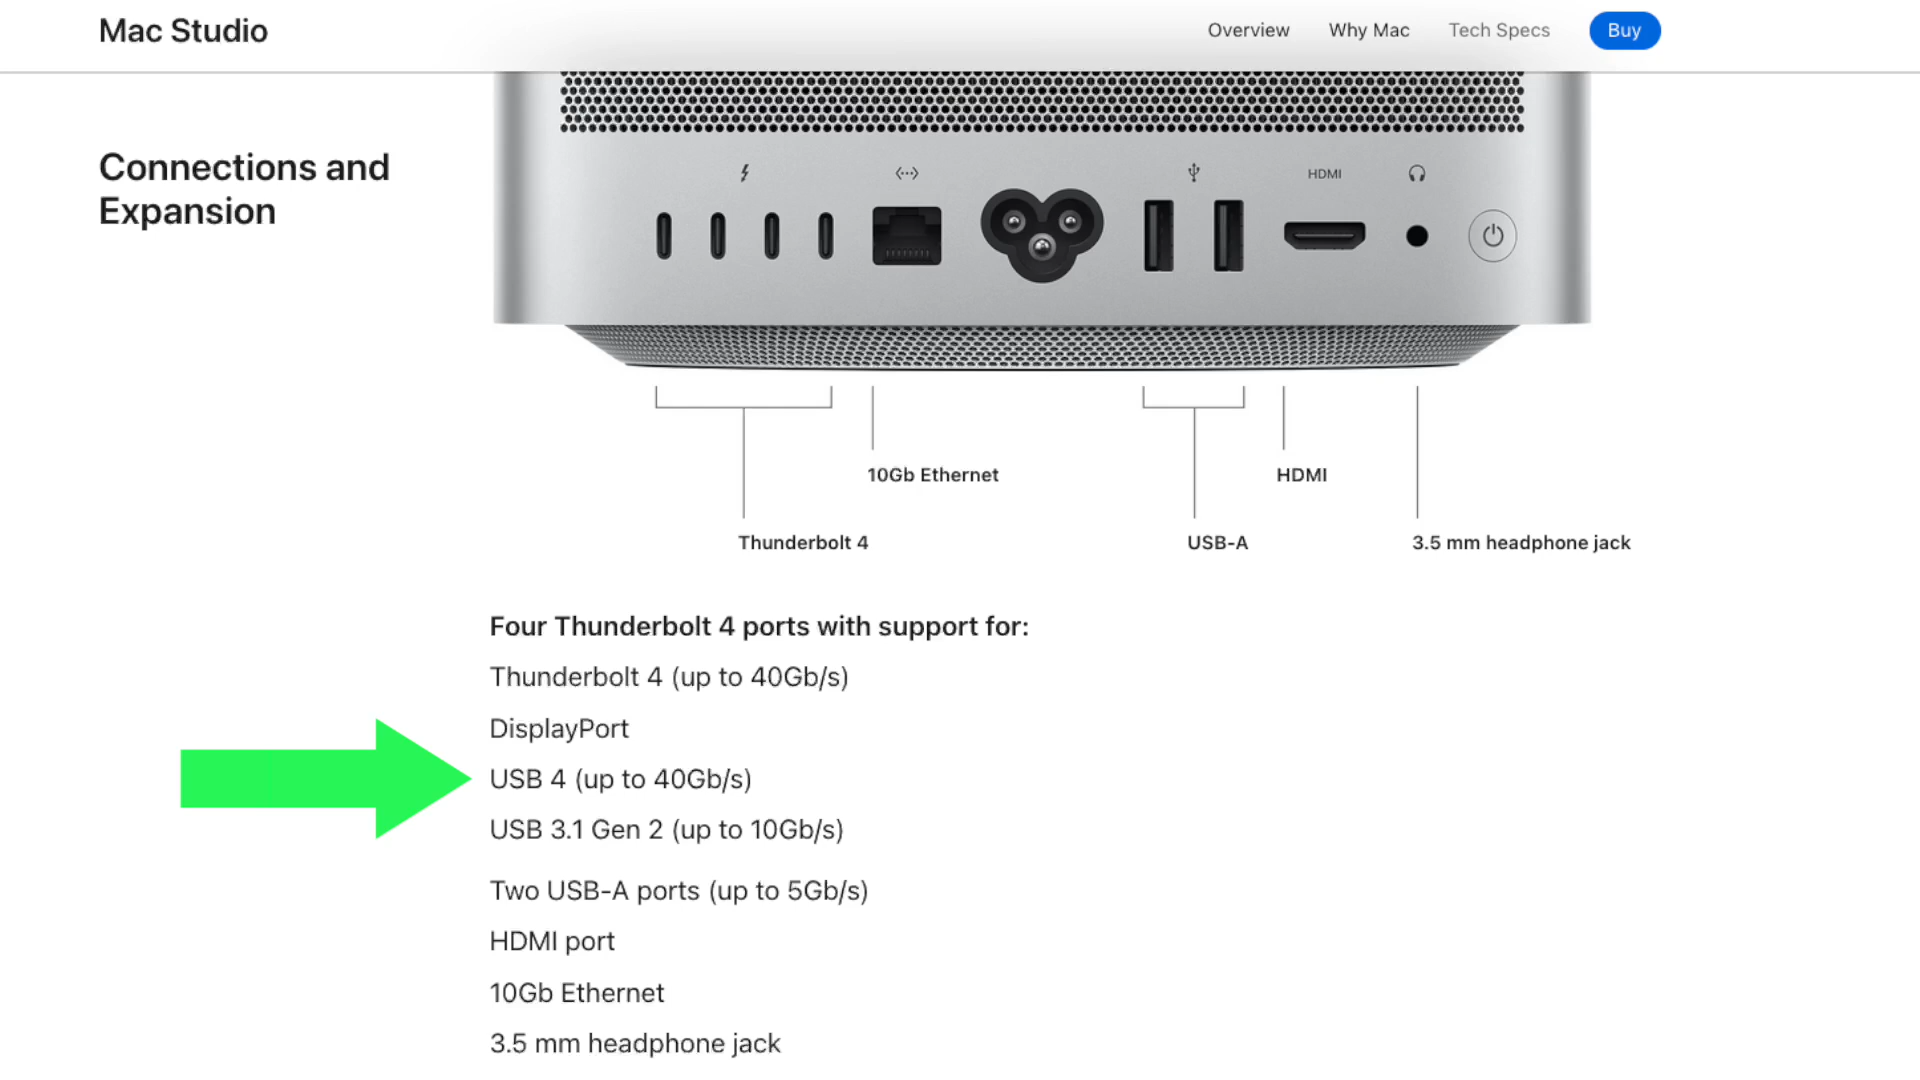 Mac Studio
Overview
Why Mac
Tech Specs
Buy
Connections and
Expansion
HDMI
10Gb Ethernet
HDMI
Thunderbolt 4
USB-A
3.5 mm headphone jack
Four Thunderbolt 4 ports with support for:
Thunderbolt 4 (up to 40Gb/s)
DisplayPort
USB 4 (up to 40Gb/s)
USB 3.1 Gen 2 (up to 10Gb/s)
Two USB-A ports (up to 5Gb/s)
HDMI port
10Gb Ethernet
3.5 mm headphone jack